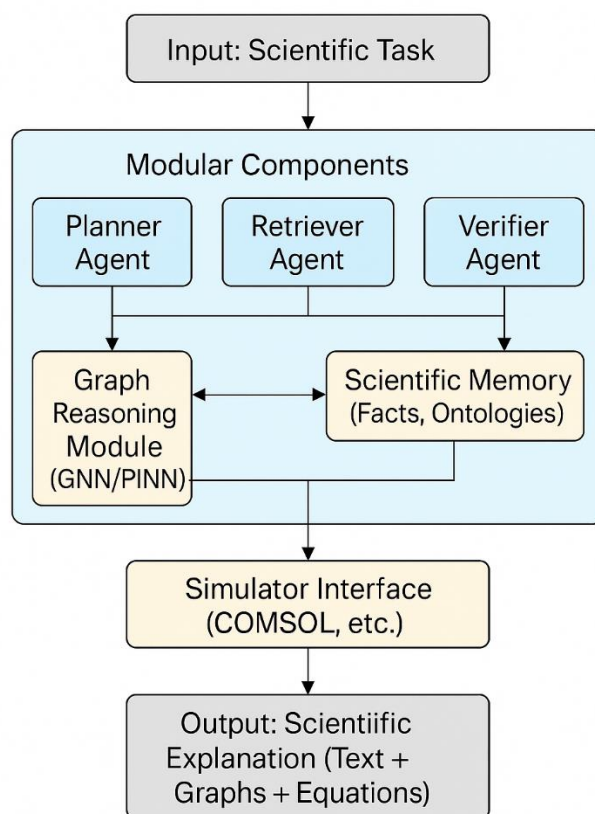 Input: Scientific Task
Modular Components
Planner
Agent
Retriever
Agent
Verifier
Agent
Graph
Reasoning
Module
(GNN/PINN)
Scientific Memory
(Facts, Ontologies)
Simulator Interface
(COMSOL, etc.)
Output: Scientiific
Explanation (Text +
Graphs + Equations)